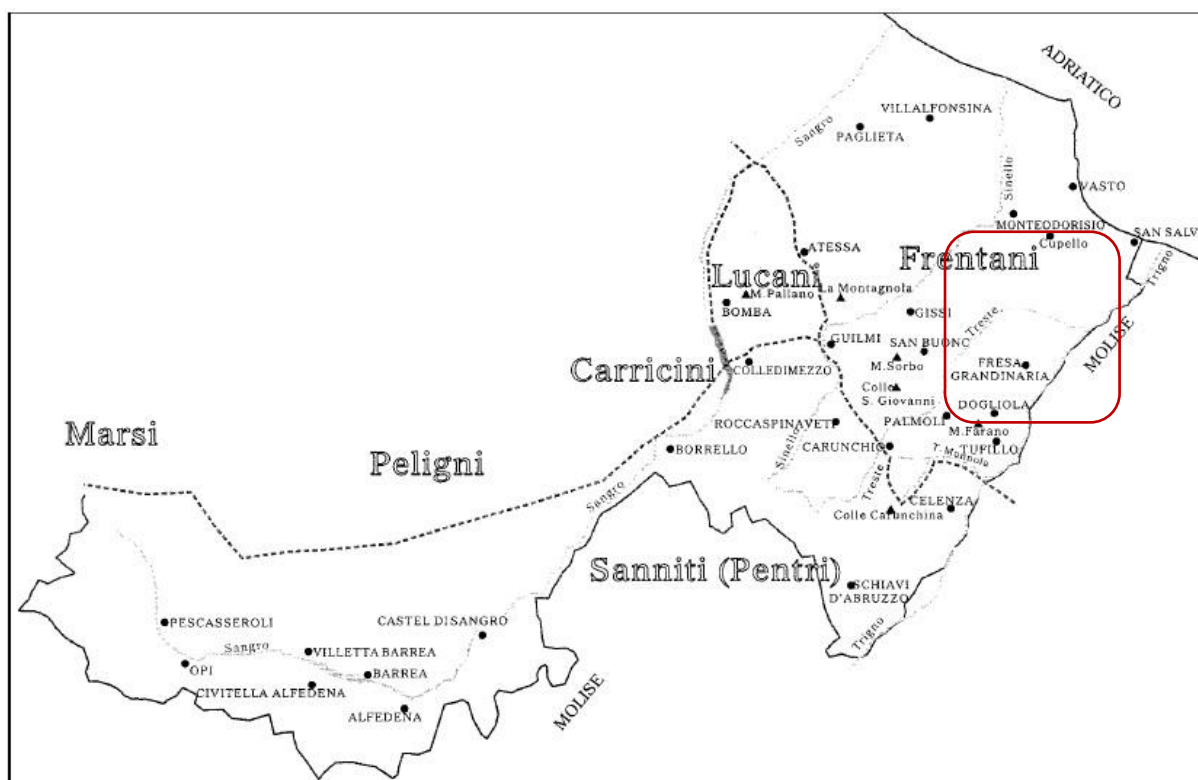 ADRIATICO
VILLALFONSINA
Sangro
PAGLIETA
Sinello
VASTO
MONTEODORISIO
SAN SALV
Cupello
ATESSA
Frentani
Trigno
Lucani
M.Pallano
La Montagnola
BOMBA
GISSI
Treste
MOLISE
GUILMI
SAN BUONO
M.Sorbo
FRESA
GRANDINARIA
Carricini
COLLEDIMEZZO
Colle
S. Giovanni
DOGLIOLA
PALMOLI
M.Farano
ROCCASPINAVETI
Marsi
Peligni
BORRELLO
Sinello
CARUNCHIO
TUFILLO
T. Monnola
Treste
Sangro
CELENZA
Colle Carunchina
Sanniti (Pentri)
SCHIAVI
D'ABRUZZO
Trigno
PESCASSEROLI
CASTEL DI SANGRO
Sangro
VILLETTA BARREA
OPI
BARREA
CIVITELLA ALFEDENA
MOLISE
ALFEDENA